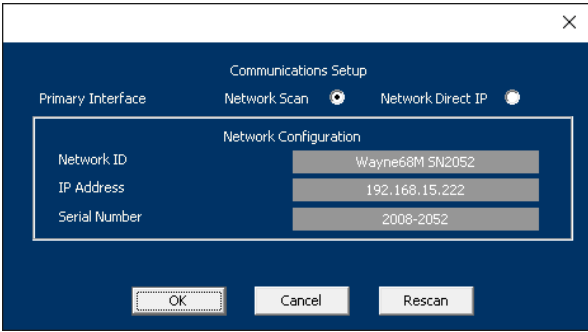 Communications Setup
Primary Interface Network Scan Network Direct IP
Network Configuration
Network ID Wayne68M SN2052
IP Address 192.168.15.222
Serial Number 2008-2052
OK Cancel Rescan